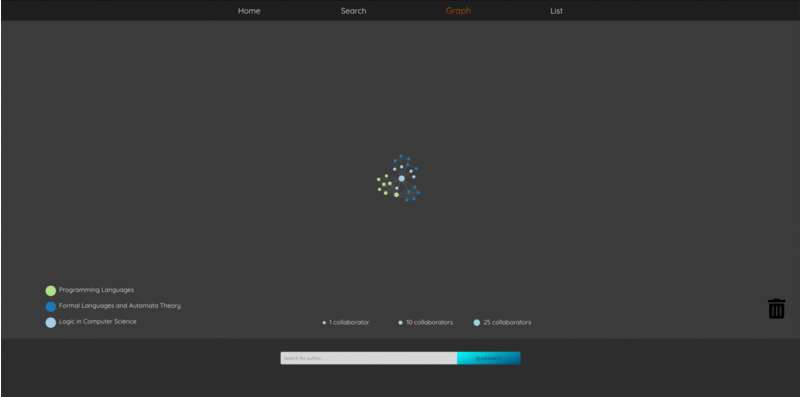 Home Search Graph List
Programming Languages
Formal Languages and Automata Theory
Logic in Computer Science
1 collaborator 10 collaborators 25 collaborators
Search for author...